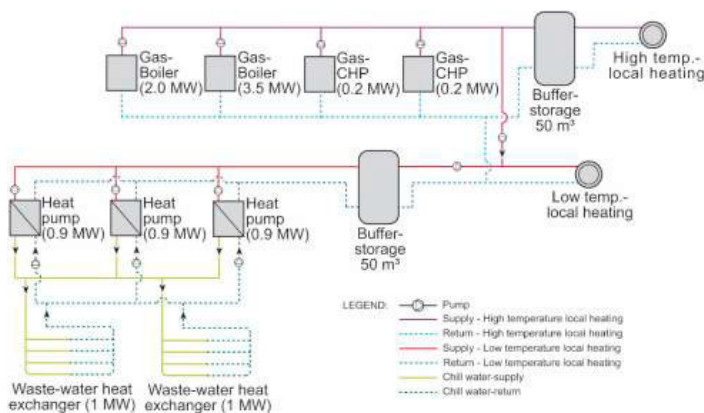 Gas-
Boiler
(2.0 MW)
Gas-
Boiler
(3.5 MW)
Gas-
CHP
(0.2 MW)
Gas-
CHP
(0.2 MW)
Buffer-
storage
50 m³
High temp.-
local heating
Heat
pump
(0.9 MW)
Heat
pump
(0.9 MW)
Heat
pump
(0.9 MW)
Buffer-
storage
50 m³
Low temp.-
local heating
Waste-water heat
exchanger (1 MW)
Waste-water heat
exchanger (1 MW)
LEGEND:
Pump
Supply - High temperature local heating
Return - High temperature local heating
Supply - Low temperature local heating
Return - Low temperature local heating
Chill water-supply
Chill water-return